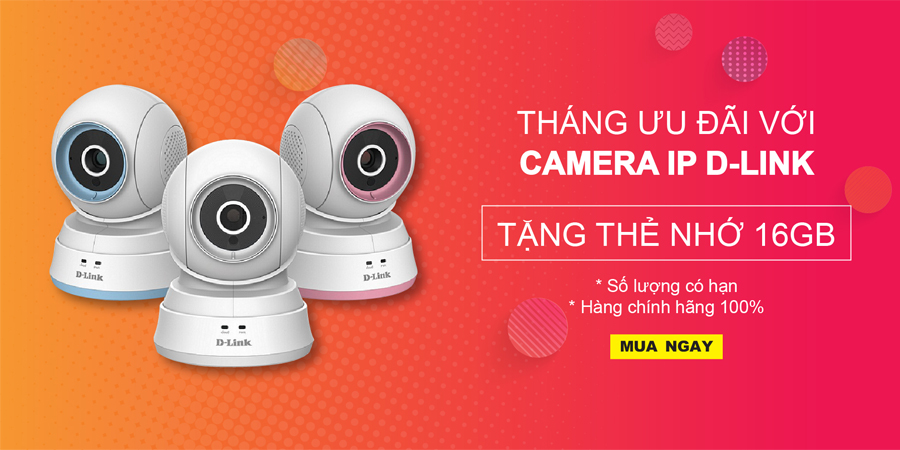 THÁNG ƯU ĐÃI VỚI
CAMERA IP D-LINK
TẶNG THẺ NHỚ 16GB
* Số lượng có hạn
* Hàng chính hãng 100%
MUA NGAY
D-Link
D-Link
D-Link